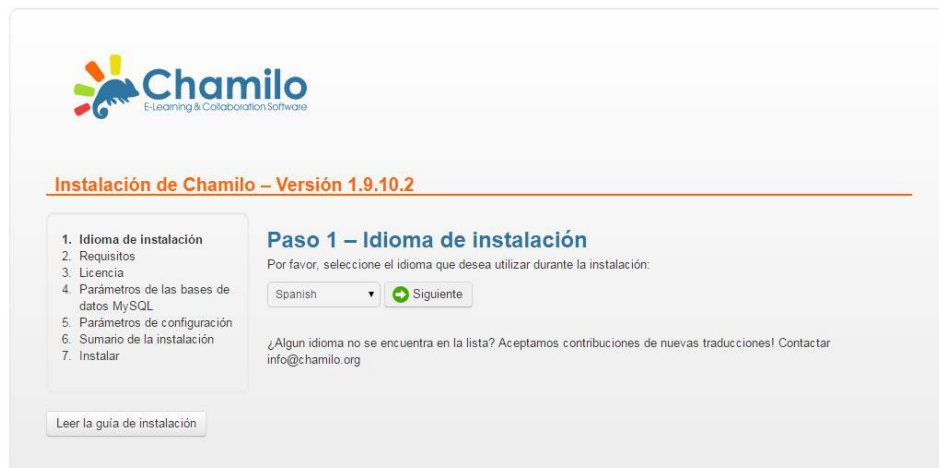 Chamilo
E-Learning & Collaboration Software
Instalación de Chamilo – Versión 1.9.10.2
1. Idioma de instalación
2. Requisitos
3. Licencia
4. Parámetros de las bases de
datos MySQL
5. Parámetros de configuración
6. Sumario de la instalación
7. Instalar
Paso 1 – Idioma de instalación
Por favor, seleccione el idioma que desea utilizar durante la instalación:
Spanish
Siguiente
¿Algun idioma no se encuentra en la lista? Aceptamos contribuciones de nuevas traducciones! Contactar
info@chamilo.org
Leer la guía de instalación